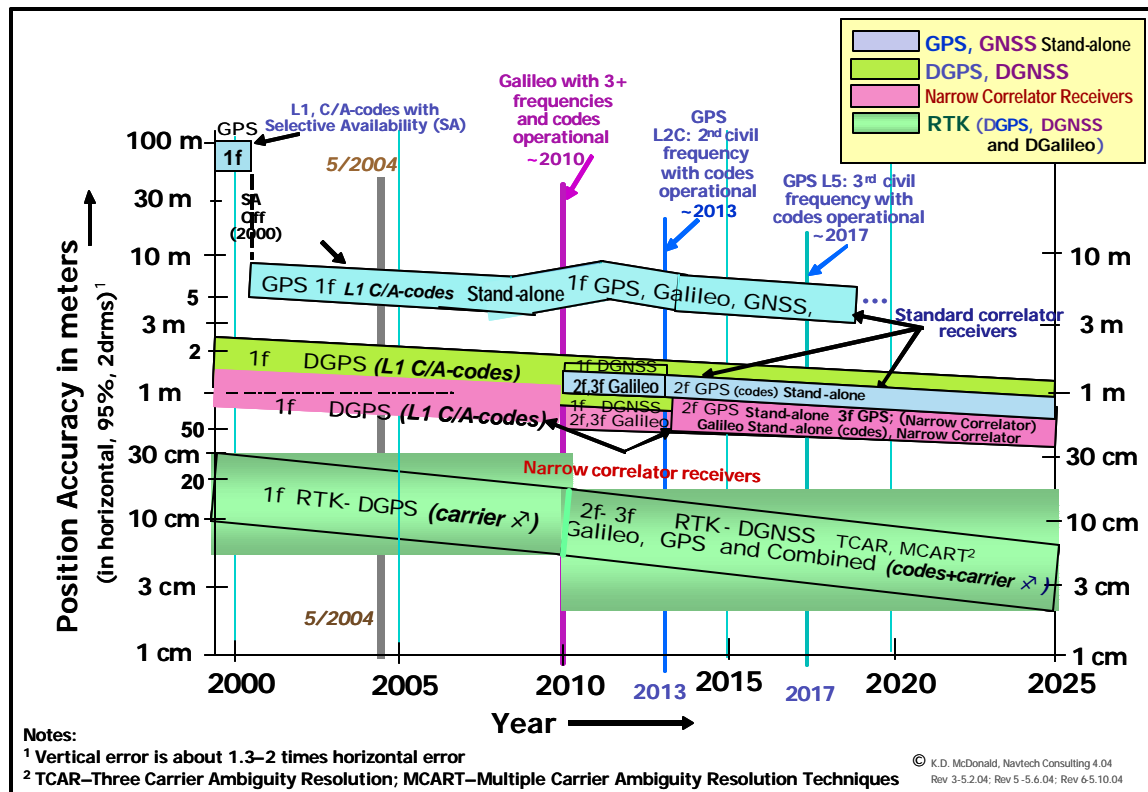 GPS, GNSS Stand-alone
DGPS, DGNSS
Narrow Correlator Receivers
RTK (DGPS, DGNSS
and DGalileo)
L1, C/A-codes with
Selective Availability (SA)
Galileo with 3+
frequencies
and codes
operational
~2010
GPS
L2C: 2nd civil
frequency
with codes
operational
~2013
GPS L5: 3rd civil
frequency with
codes operational
~2017
GPS
1f
5/2004
SA
Off
(2000)
Position Accuracy in meters
(in horizontal, 95%, 2drms) 1
100 m
30 m
10 m
5
3 m
2
1 m
50
30 cm
20
10 cm
3 cm
1 cm
10 m
3 m
1 m
30 cm
10 cm
3 cm
1 cm
GPS 1f L1 C/A-codes Stand-alone
1f GPS, Galileo, GNSS,
Standard correlator
receivers
1f DGPS (L1 C/A-codes)
1f DGNSS
2f,3f Galileo
2f GPS (codes) Stand-alone
1f DGPS (L1 C/A-codes)
1f DGNSS
2f,3f Galileo
2f GPS Stand-alone 3f GPS; (Narrow Correlator)
Galileo Stand-alone (codes), Narrow Correlator
Narrow correlator receivers
1f RTK- DGPS (carrier ♐)
2f- 3f RTK - DGNSS TCAR, MCART2
Galileo, GPS and Combined (codes+carrier ♐)
5/2004
2000
2005
2010
2013
2015
2017
2020
2025
Year
Notes:
1 Vertical error is about 1.3–2 times horizontal error
2 TCAR–Three Carrier Ambiguity Resolution; MCART–Multiple Carrier Ambiguity Resolution Techniques
© K.D. McDonald, Navtech Consulting 4.04
Rev 3-5.2.04; Rev 5 -5.6.04; Rev 6-5.10.04